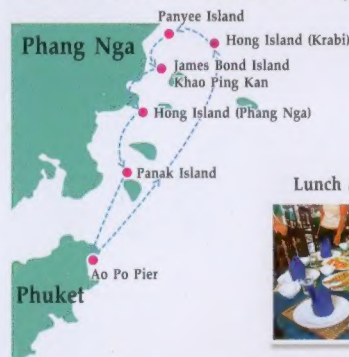 Panyee Island
Phang Nga
Hong Island (Krabi)
James Bond Island
Khao Ping Kan
Hong Island (Phang Nga)
Panak Island
Lunch
Ao Po Pier
Phuket